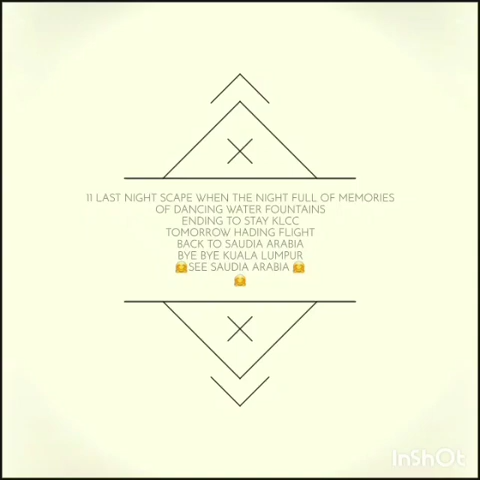 11 LAST NIGHT SCAPE WHEN THE NIGHT FULL OF MEMORIES
OF DANCING WATER FOUNTAINS
ENDING TO STAY KLCC
TOMORROW HADING FLIGHT
BACK TO SAUDIA ARABIA
BYE BYE KUALA LUMPUR
🙆SEE SAUDIA ARABIA 🙆
🙆
InShOt